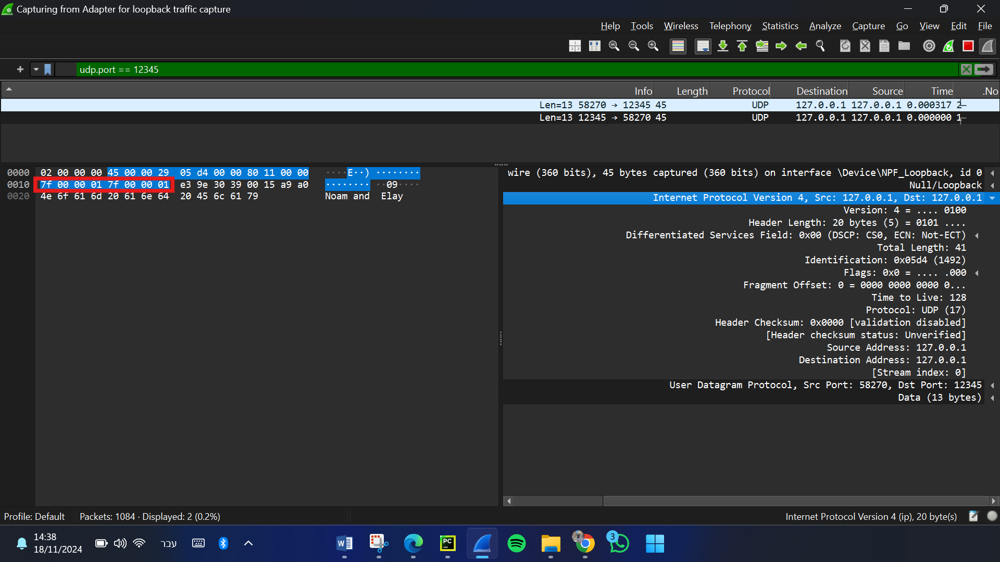 Capturing from Adapter for loopback traffic capture
Help Tools Wireless Telephony Statistics Analyze Capture Go View Edit File
udp.port == 12345
Info Length Protocol Destination Source Time .No
Len=13 58270 → 12345 45 UDP 127.0.0.1 127.0.0.1 0.000317 2
Len=13 12345 → 58270 45 UDP 127.0.0.1 127.0.0.1 0.000000 1
0000 02 00 00 00 45 00 00 29 05 d4 00 00 80 11 00 00 ····E··) ········
0010 7f 00 00 01 7f 00 00 01 e3 9e 30 39 00 15 a9 a0 ········ ··09····
0020 4e 6f 61 6d 20 61 6e 64 20 45 6c 61 79 Noam and Elay
wire (360 bits), 45 bytes captured (360 bits) on interface \Device\NPF_Loopback, id 0
Null/Loopback
Internet Protocol Version 4, Src: 127.0.0.1, Dst: 127.0.0.1
Version: 4 = .... 0100
Header Length: 20 bytes (5) = 0101 ....
Differentiated Services Field: 0x00 (DSCP: CS0, ECN: Not-ECT)
Total Length: 41
Identification: 0x05d4 (1492)
Flags: 0x0 = .... .000
Fragment Offset: 0 = 0000 0000 0000 0...
Time to Live: 128
Protocol: UDP (17)
Header Checksum: 0x0000 [validation disabled]
[Header checksum status: Unverified]
Source Address: 127.0.0.1
Destination Address: 127.0.0.1
[Stream index: 0]
User Datagram Protocol, Src Port: 58270, Dst Port: 12345
Data (13 bytes)
Profile: Default Packets: 1084 · Displayed: 2 (0.2%) Internet Protocol Version 4 (ip), 20 byte(s)
14:38
18/11/2024
עבר
W
PC
3